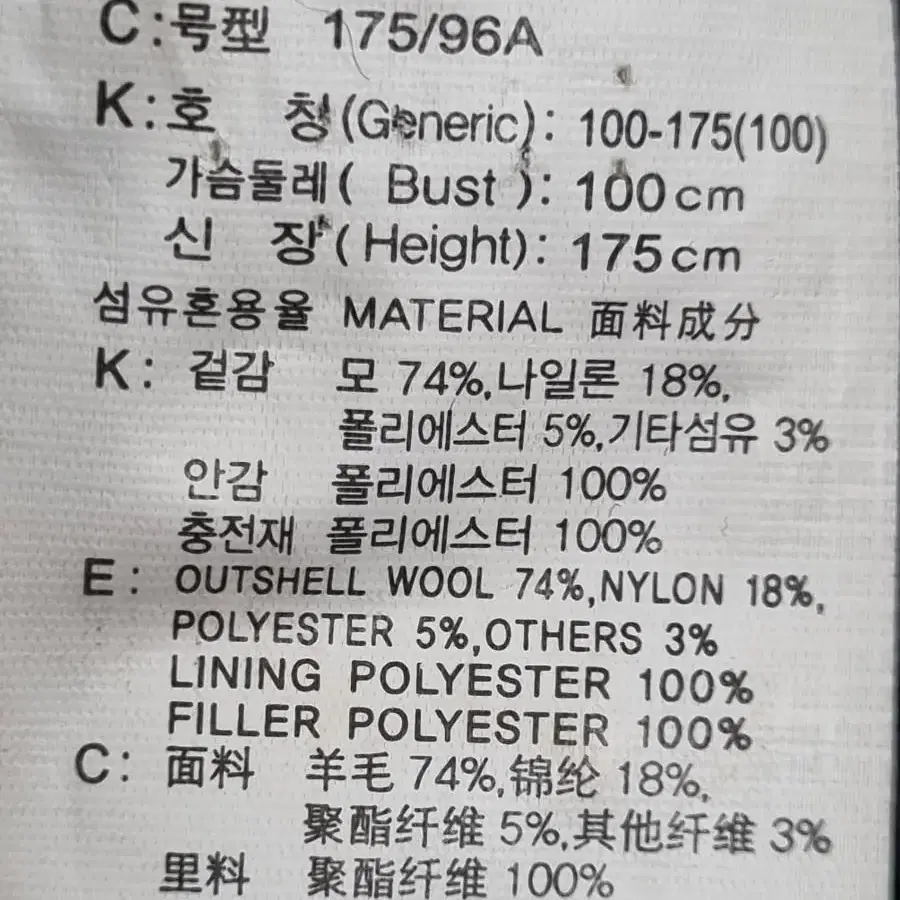 C:号型 175/96A
K:호 칭(Generic): 100-175(100)
가슴둘레( Bust ): 100cm
신 장(Height): 175cm
섬유혼용율 MATERIAL 面料成分
K: 겉감 모 74%,나일론 18%,
폴리에스터 5%,기타섬유 3%
안감 폴리에스터 100%
충전재 폴리에스터 100%
E: OUTSHELL WOOL 74%,NYLON 18%,
POLYESTER 5%,OTHERS 3%
LINING POLYESTER 100%
FILLER POLYESTER 100%
C: 面料 羊毛 74%,锦纶 18%,
聚酯纤维 5%,其他纤维 3%
里料 聚酯纤维 100%